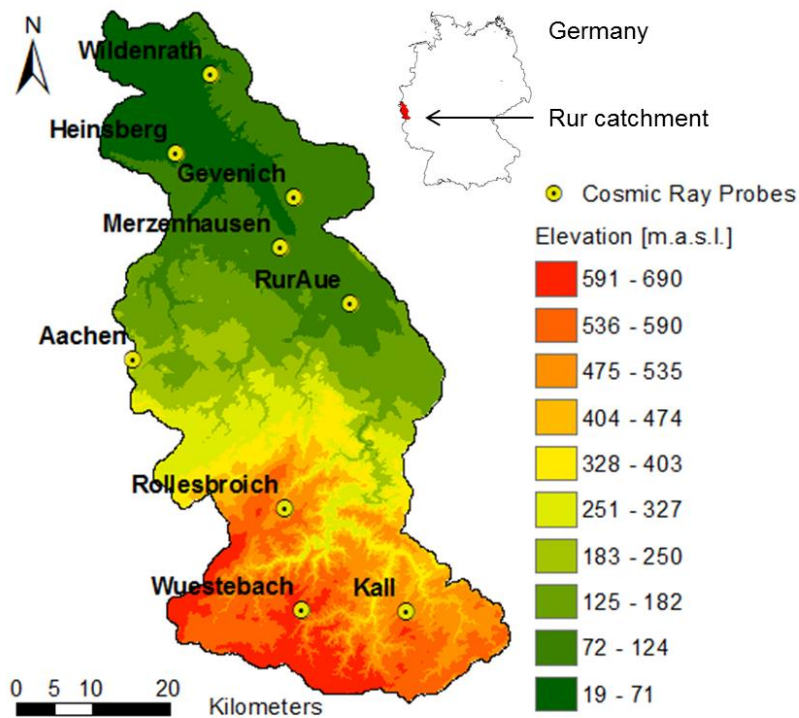 N
Wildenrath
Heinsberg
Gevenich
Merzenhausen
RurAue
Aachen
Rollesbroich
Wuestebach
Kall
0 5 10 20
Kilometers
Germany
Rur catchment
Cosmic Ray Probes
Elevation [m.a.s.l.]
591 - 690
536 - 590
475 - 535
404 - 474
328 - 403
251 - 327
183 - 250
125 - 182
72 - 124
19 - 71